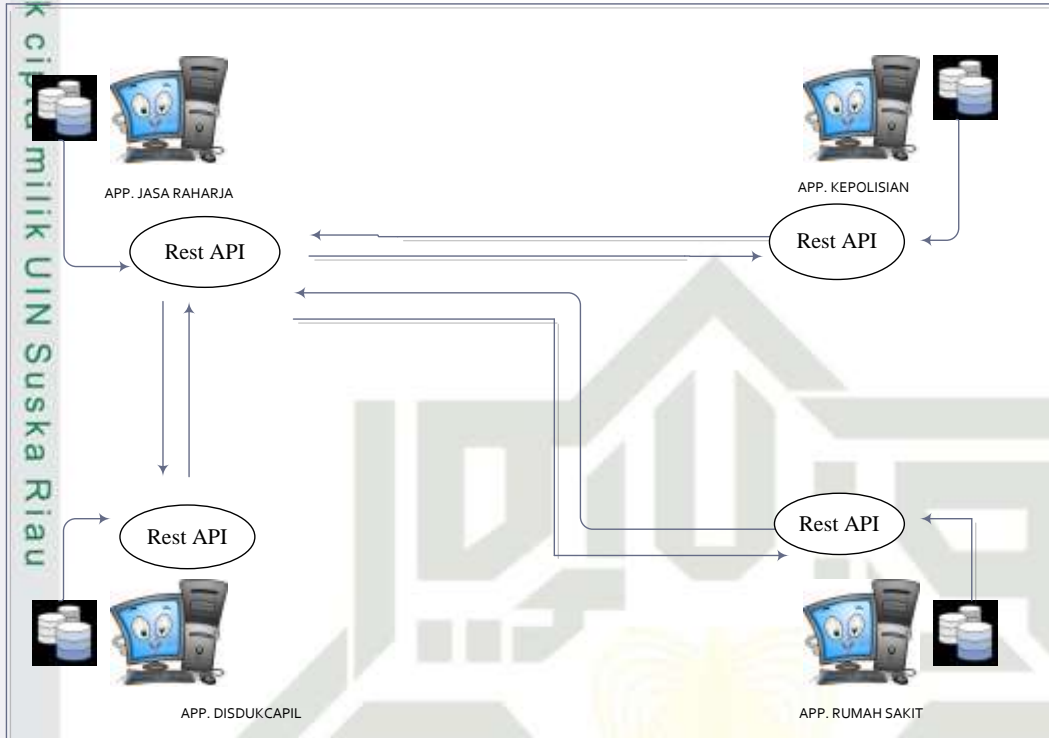 k cipta milik UIN Suska Riau
APP. JASA RAHARJA
APP. KEPOLISIAN
Rest API
Rest API
Rest API
Rest API
APP. DISDUKCAPIL
APP. RUMAH SAKIT